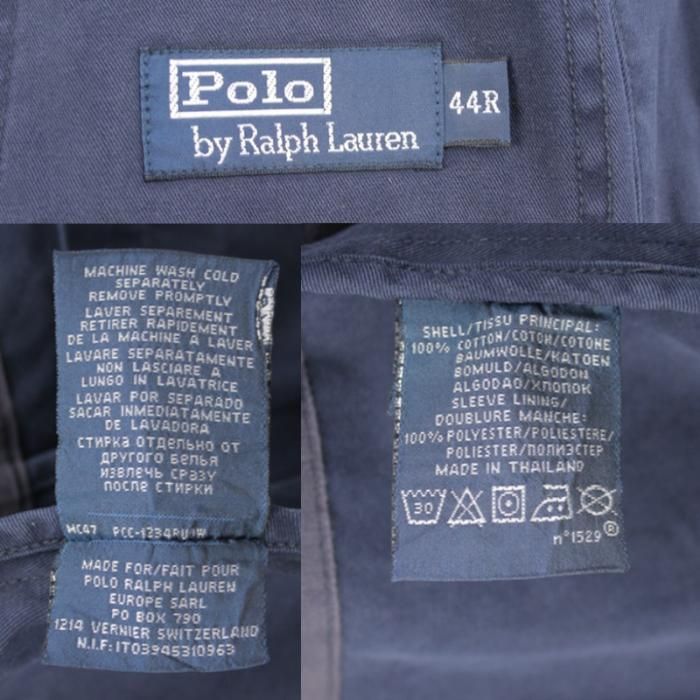 Polo
by Ralph Lauren
44R
MACHINE WASH COLD
SEPARATELY
REMOVE PROMPTLY
LAVER SEPAREMENT
RETIRER RAPIDEMENT
DE LA MACHINE A LAVER
LAVARE SEPARATAMENTE
NON LASCIARE A
LUNGO IN LAVATRICE
LAVAR POR SEPARADO
SACAR INMEDIATAMENTE
DE LAVADORA
СТИРКА ОТДЕЛЬНО ОТ
ДРУГОГО БЕЛЬЯ
ИЗВЛЕЧЬ СРАЗУ
ПОСЛЕ СТИРКИ
MC47
MADE FOR/FAIT POUR
POLO RALPH LAUREN
EUROPE SARL
PO BOX 790
1214 VERNIER SWITZERLAND
N.I.F: IT03945310963
SHELL/TISSU PRINCIPAL:
100% COTTON/COTON/COTONE
BAUMWOLLE/KATOEN
BOMULD/ALGODON
ALGODAO/ХЛОПОК
SLEEVE LINING/
DOUBLURE MANCHE:
100% POLYESTER/POLIESTERE/
POLIESTER/ПОЛИЭСТЕР
MADE IN THAILAND
30
n°1529 ®